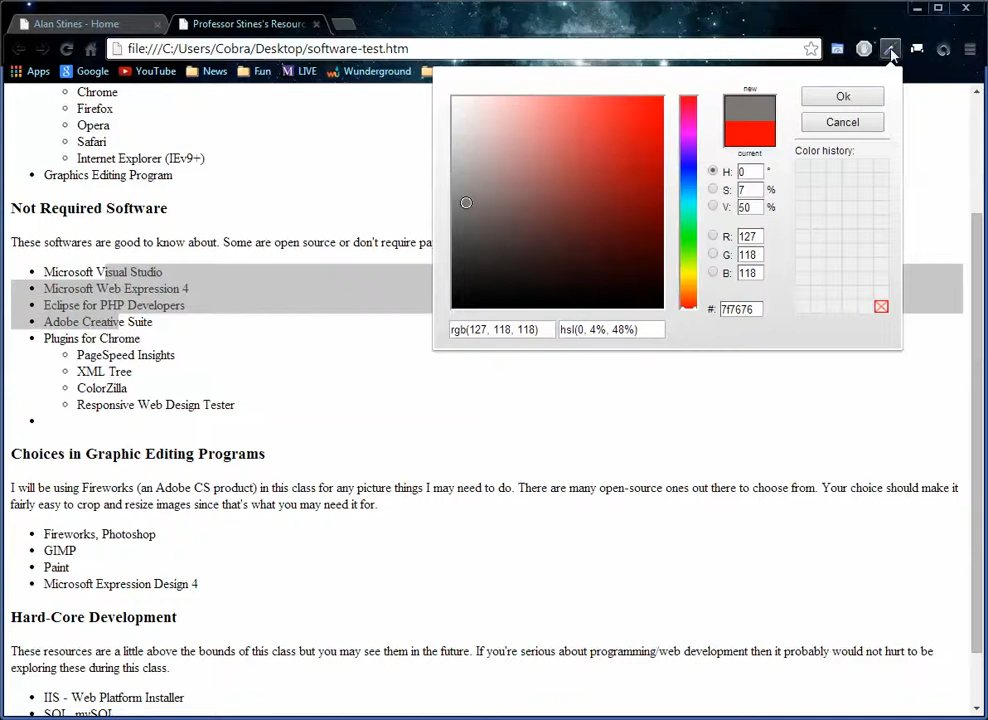 Alan Stines - Home
Professor Stines's Resourc
file:///C:/Users/Cobra/Desktop/software-test.htm
Apps
Google
YouTube
News
Fun
LIVE
Wunderground
Chrome
Firefox
Opera
Safari
Internet Explorer (IEv9+)
Graphics Editing Program
Not Required Software
These softwares are good to know about. Some are open source or don't require pa
Microsoft Visual Studio
Microsoft Web Expression 4
Eclipse for PHP Developers
Adobe Creative Suite
Plugins for Chrome
PageSpeed Insights
XML Tree
ColorZilla
Responsive Web Design Tester
new
current
Ok
Cancel
Color history:
H: 0 °
S: 7 %
V: 50 %
R: 127
G: 118
B: 118
#: 7f7676
rgb(127, 118, 118)
hsl(0, 4%, 48%)
Choices in Graphic Editing Programs
I will be using Fireworks (an Adobe CS product) in this class for any picture things I may need to do. There are many open-source ones out there to choose from. Your choice should make it
fairly easy to crop and resize images since that's what you may need it for.
Fireworks, Photoshop
GIMP
Paint
Microsoft Expression Design 4
Hard-Core Development
These resources are a little above the bounds of this class but you may see them in the future. If you're serious about programming/web development then it probably would not hurt to be
exploring these during this class.
IIS - Web Platform Installer
SQL, mySQL